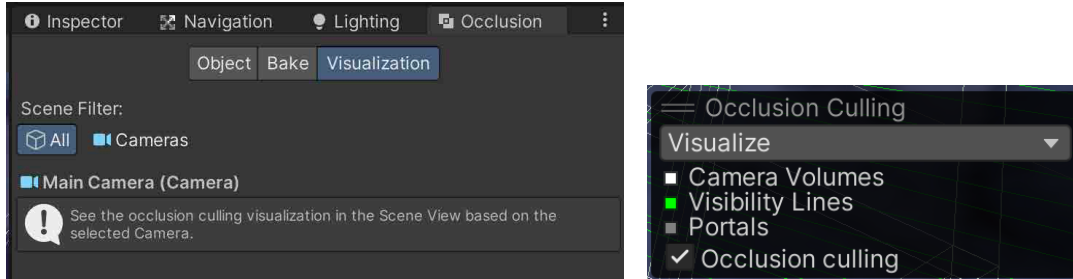 Inspector Navigation Lighting Occlusion
Object Bake Visualization
Scene Filter:
All Cameras
Main Camera (Camera)
See the occlusion culling visualization in the Scene View based on the
selected Camera.
Occlusion Culling
Visualize
Camera Volumes
Visibility Lines
Portals
Occlusion culling